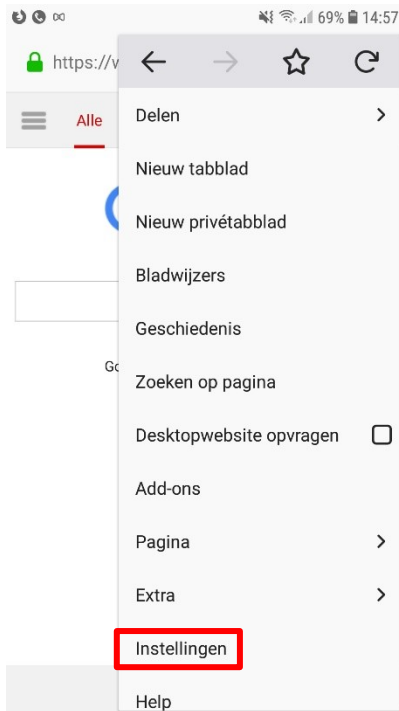 69% 14:57
https://v
Alle
Delen
Nieuw tabblad
Nieuw privétabblad
Bladwijzers
Geschiedenis
Go
Zoeken op pagina
Desktopwebsite opvragen
Add-ons
Pagina
Extra
Instellingen
Help